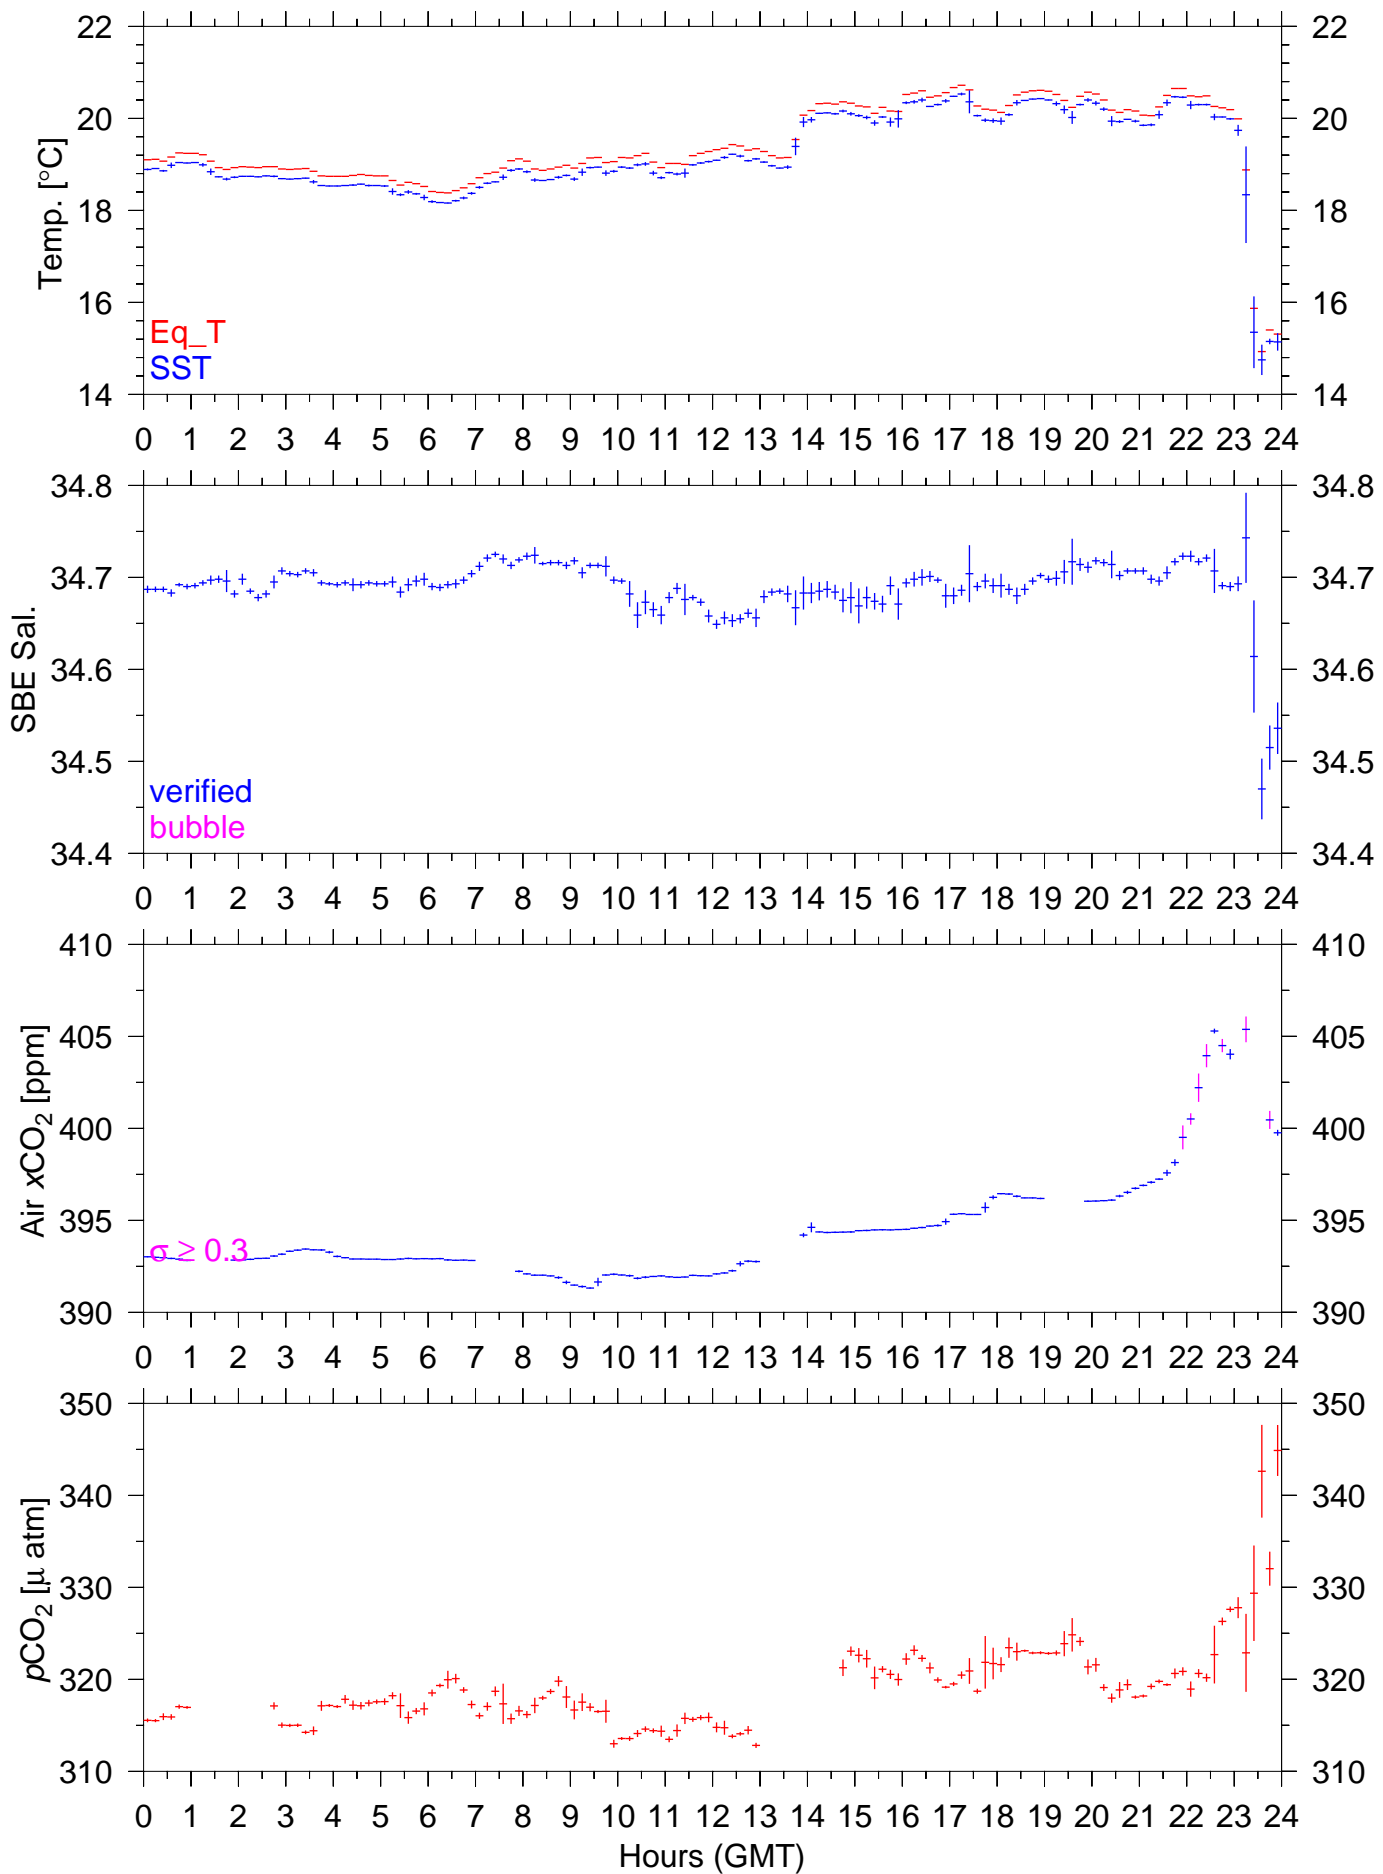 22 22
20 20
18 18
16 16
14 14
Temp. [°C]
Eq_T
SST
0 1 2 3 4 5 6 7 8 9 10 11 12 13 14 15 16 17 18 19 20 21 22 23 24
34.8 34.8
34.7 34.7
34.6 34.6
34.5 34.5
34.4 34.4
SBE Sal.
verified
bubble
0 1 2 3 4 5 6 7 8 9 10 11 12 13 14 15 16 17 18 19 20 21 22 23 24
410 410
405 405
400 400
395 395
390 390
Air xCO₂ [ppm]
σ ≥ 0.3
0 1 2 3 4 5 6 7 8 9 10 11 12 13 14 15 16 17 18 19 20 21 22 23 24
350 350
340 340
330 330
320 320
310 310
pCO₂ [μ atm]
0 1 2 3 4 5 6 7 8 9 10 11 12 13 14 15 16 17 18 19 20 21 22 23 24
Hours (GMT)